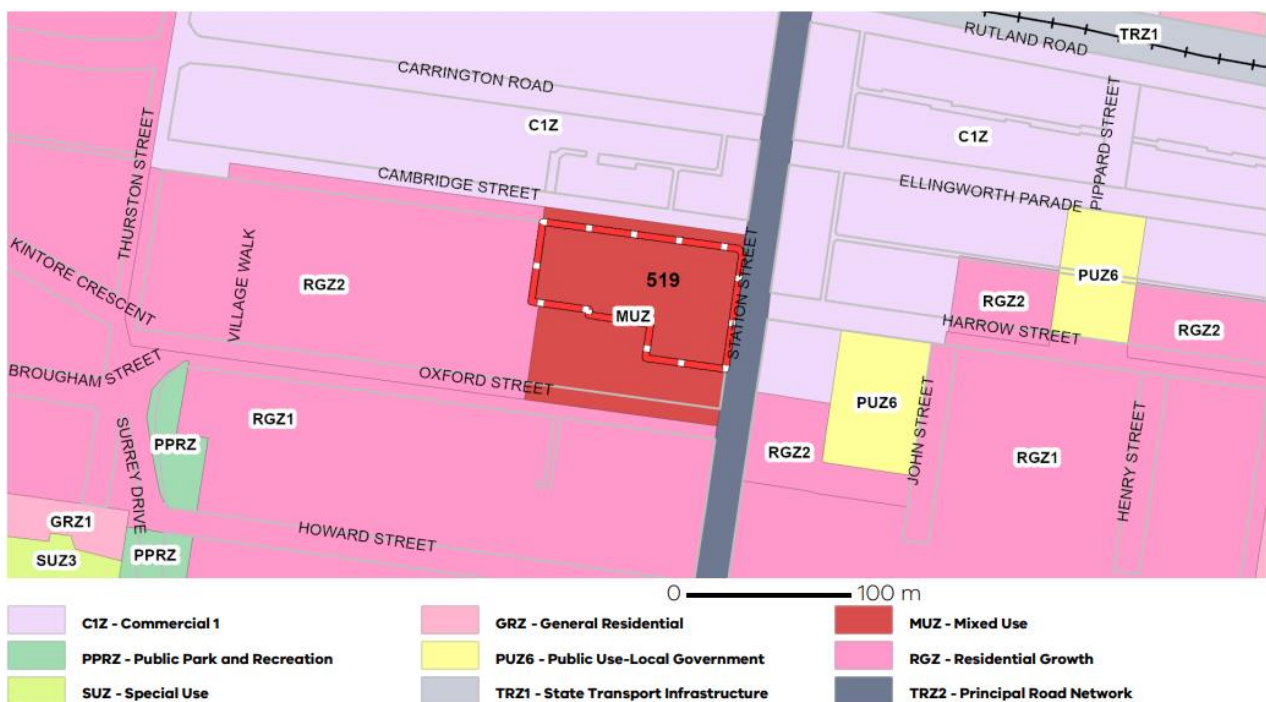 TRZ1
RUTLAND ROAD
CARRINGTON ROAD
C1Z
C1Z
PIPPARD STREET
THURSTON STREET
CAMBRIDGE STREET
ELLINGWORTH PARADE
KINTORE CRESCENT
VILLAGE WALK
RGZ2
519
MUZ
STATION STREET
PUZ6
RGZ2
HARROW STREET
RGZ2
BROUGHAM STREET
OXFORD STREET
RGZ1
PPRZ
SURREY DRIVE
PUZ6
RGZ2
JOHN STREET
RGZ1
HENRY STREET
GRZ1
HOWARD STREET
SUZ3
PPRZ
0 100 m
C1Z - Commercial 1
PPRZ - Public Park and Recreation
SUZ - Special Use
GRZ - General Residential
PUZ6 - Public Use-Local Government
TRZ1 - State Transport Infrastructure
MUZ - Mixed Use
RGZ - Residential Growth
TRZ2 - Principal Road Network